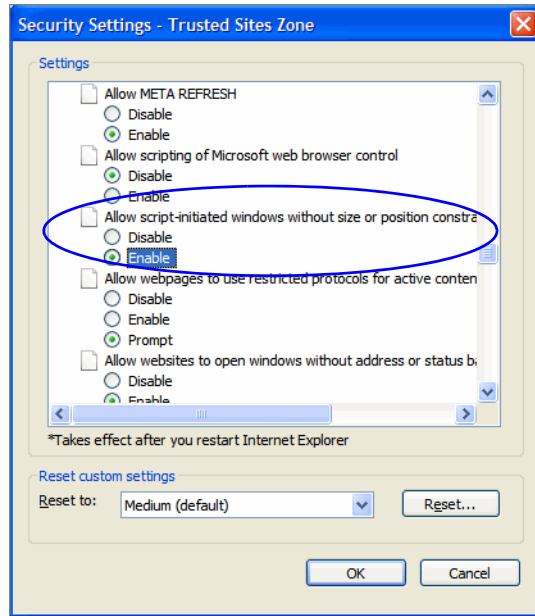 Security Settings - Trusted Sites Zone
Settings
Allow META REFRESH
Disable
Enable
Allow scripting of Microsoft web browser control
Disable
Enable
Allow script-initiated windows without size or position constra
Disable
Enable
Allow webpages to use restricted protocols for active conten
Disable
Enable
Prompt
Allow websites to open windows without address or status ba
Disable
Enable
*Takes effect after you restart Internet Explorer
Reset custom settings
Reset to: Medium (default) Reset...
OK Cancel